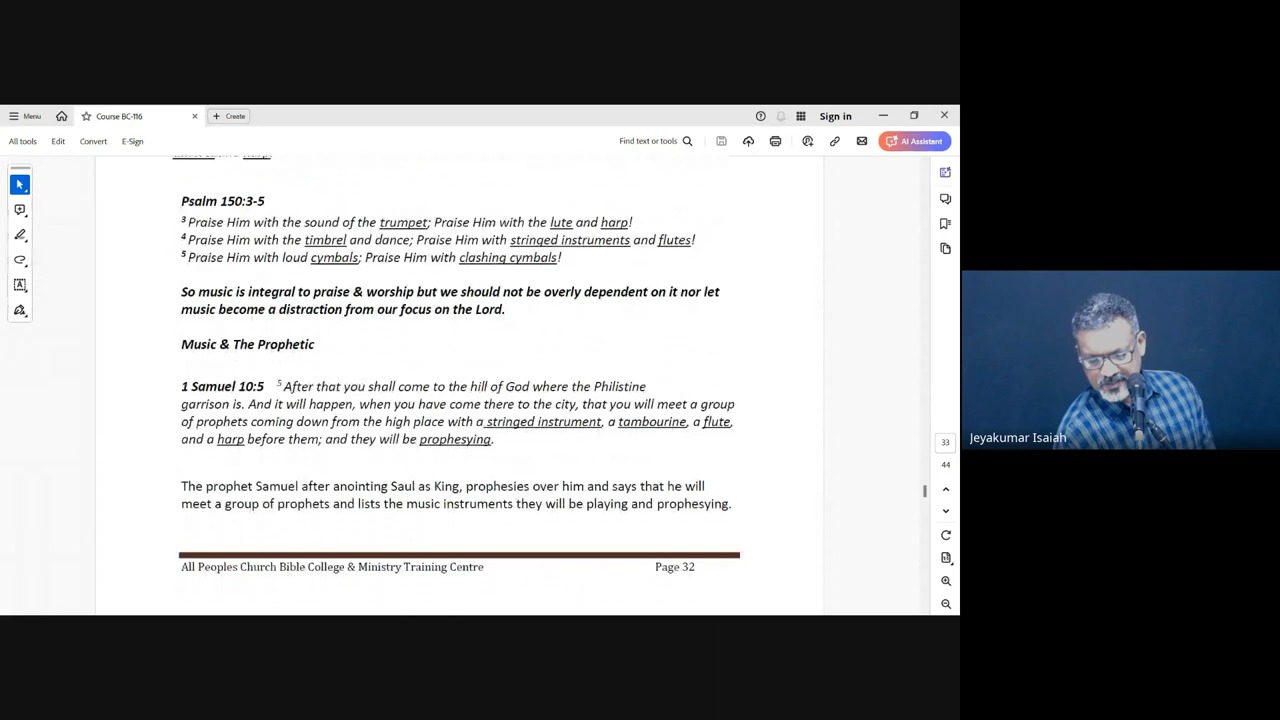 Menu
Course BC-116
Create
Sign in
All tools
Edit
Convert
E-Sign
Find text or tools
AI Assistant
Psalm 150:3-5
3 Praise Him with the sound of the trumpet; Praise Him with the lute and harp!
4 Praise Him with the timbrel and dance; Praise Him with stringed instruments and flutes!
5 Praise Him with loud cymbals; Praise Him with clashing cymbals!
So music is integral to praise & worship but we should not be overly dependent on it nor let
music become a distraction from our focus on the Lord.
Music & The Prophetic
1 Samuel 10:5 5 After that you shall come to the hill of God where the Philistine
garrison is. And it will happen, when you have come there to the city, that you will meet a group
of prophets coming down from the high place with a stringed instrument, a tambourine, a flute,
and a harp before them; and they will be prophesying.
The prophet Samuel after anointing Saul as King, prophesies over him and says that he will
meet a group of prophets and lists the music instruments they will be playing and prophesying.
All Peoples Church Bible College & Ministry Training Centre Page 32
33
44
Jeyakumar Isaiah